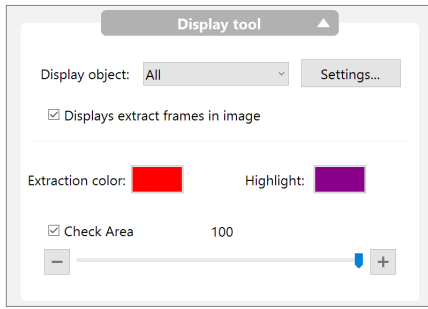 Display tool
Display object: All Settings...
Displays extract frames in image
Extraction color: Highlight:
Check Area 100